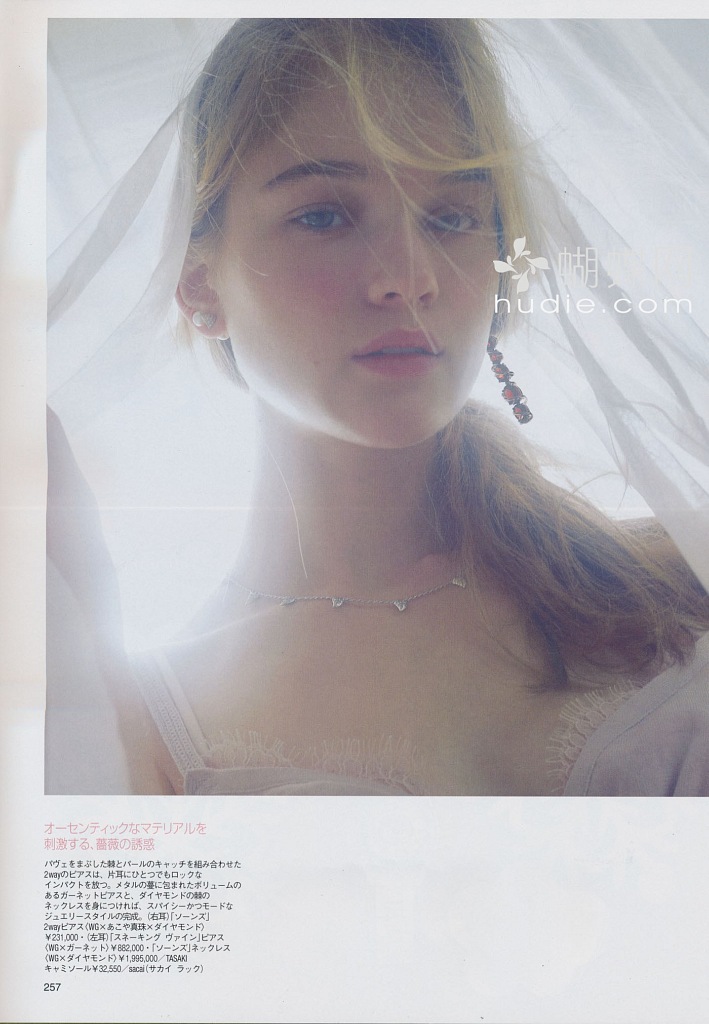 蝴蝶
hudie.com
オーセンティックなマテリアルを
刺激する、薔薇の誘惑
パヴェをまぶした棘とパールのキャッチを組み合わせた
2wayのピアスは、片耳にひとつでもロックな
インパクトを放つ。メタルの蔓に包まれたボリュームの
あるガーネットピアスと、ダイヤモンドの棘の
ネックレスを身につければ、スパイシーかつモードな
ジュエリースタイルの完成。(右耳)「ソーンズ」
2wayピアス〈WG×あこや真珠×ダイヤモンド〉
¥231,000・(左耳)「スネーキング ヴァイン」ピアス
〈WG×ガーネット〉¥882,000・「ソーンズ」ネックレス
〈WG×ダイヤモンド〉¥1,995,000／TASAKI
キャミソール¥32,550／sacai(サカイ ラック)
257